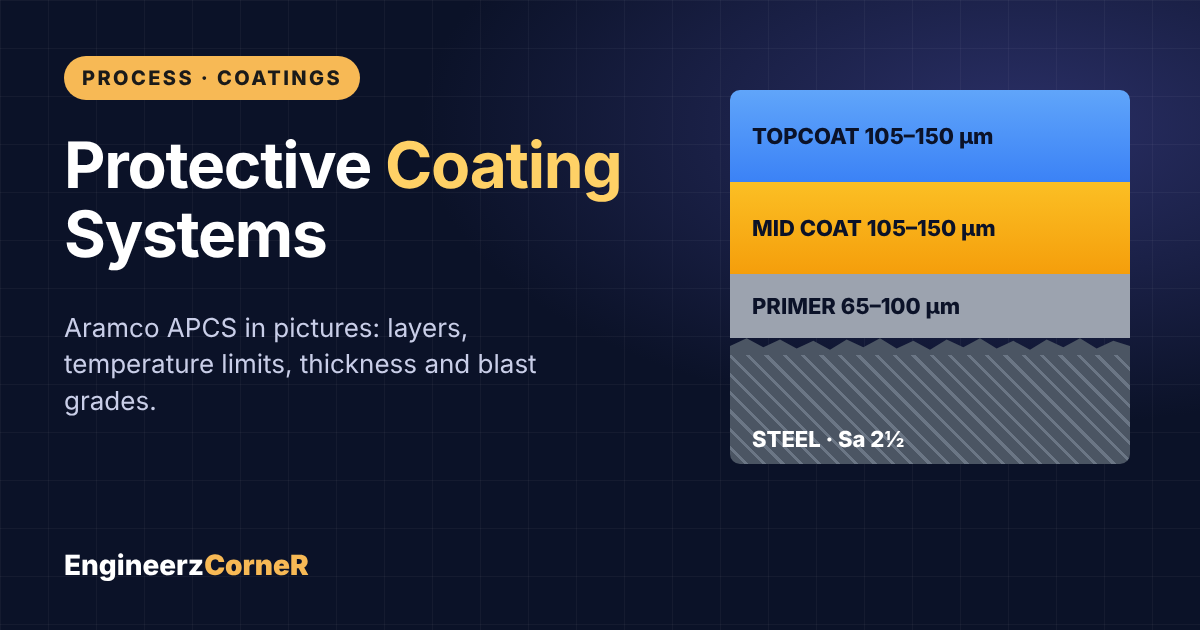 PROCESS · COATINGS
Protective Coating
Systems
Aramco APCS in pictures: layers,
temperature limits, thickness and blast
grades.
TOPCOAT 105–150 µm
MID COAT 105–150 µm
PRIMER 65–100 µm
STEEL · Sa 2½
EngineerzCorneR